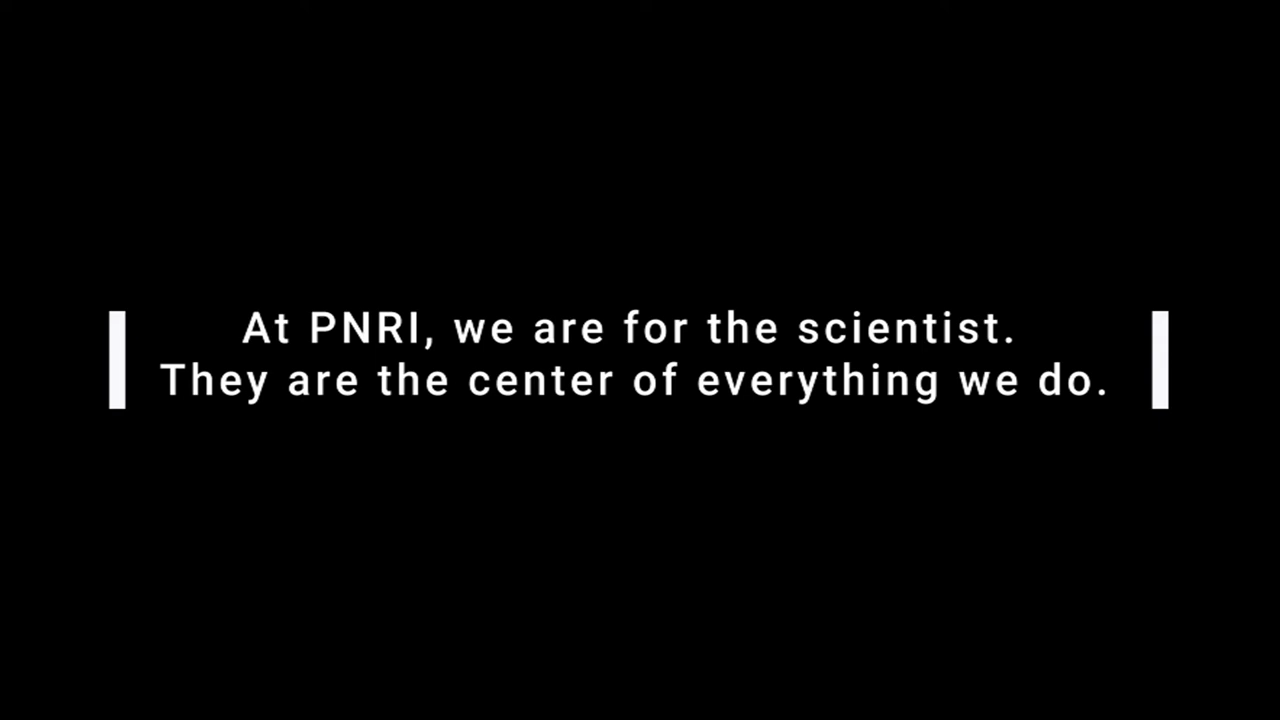 At PNRI, we are for the scientist.
They are the center of everything we do.